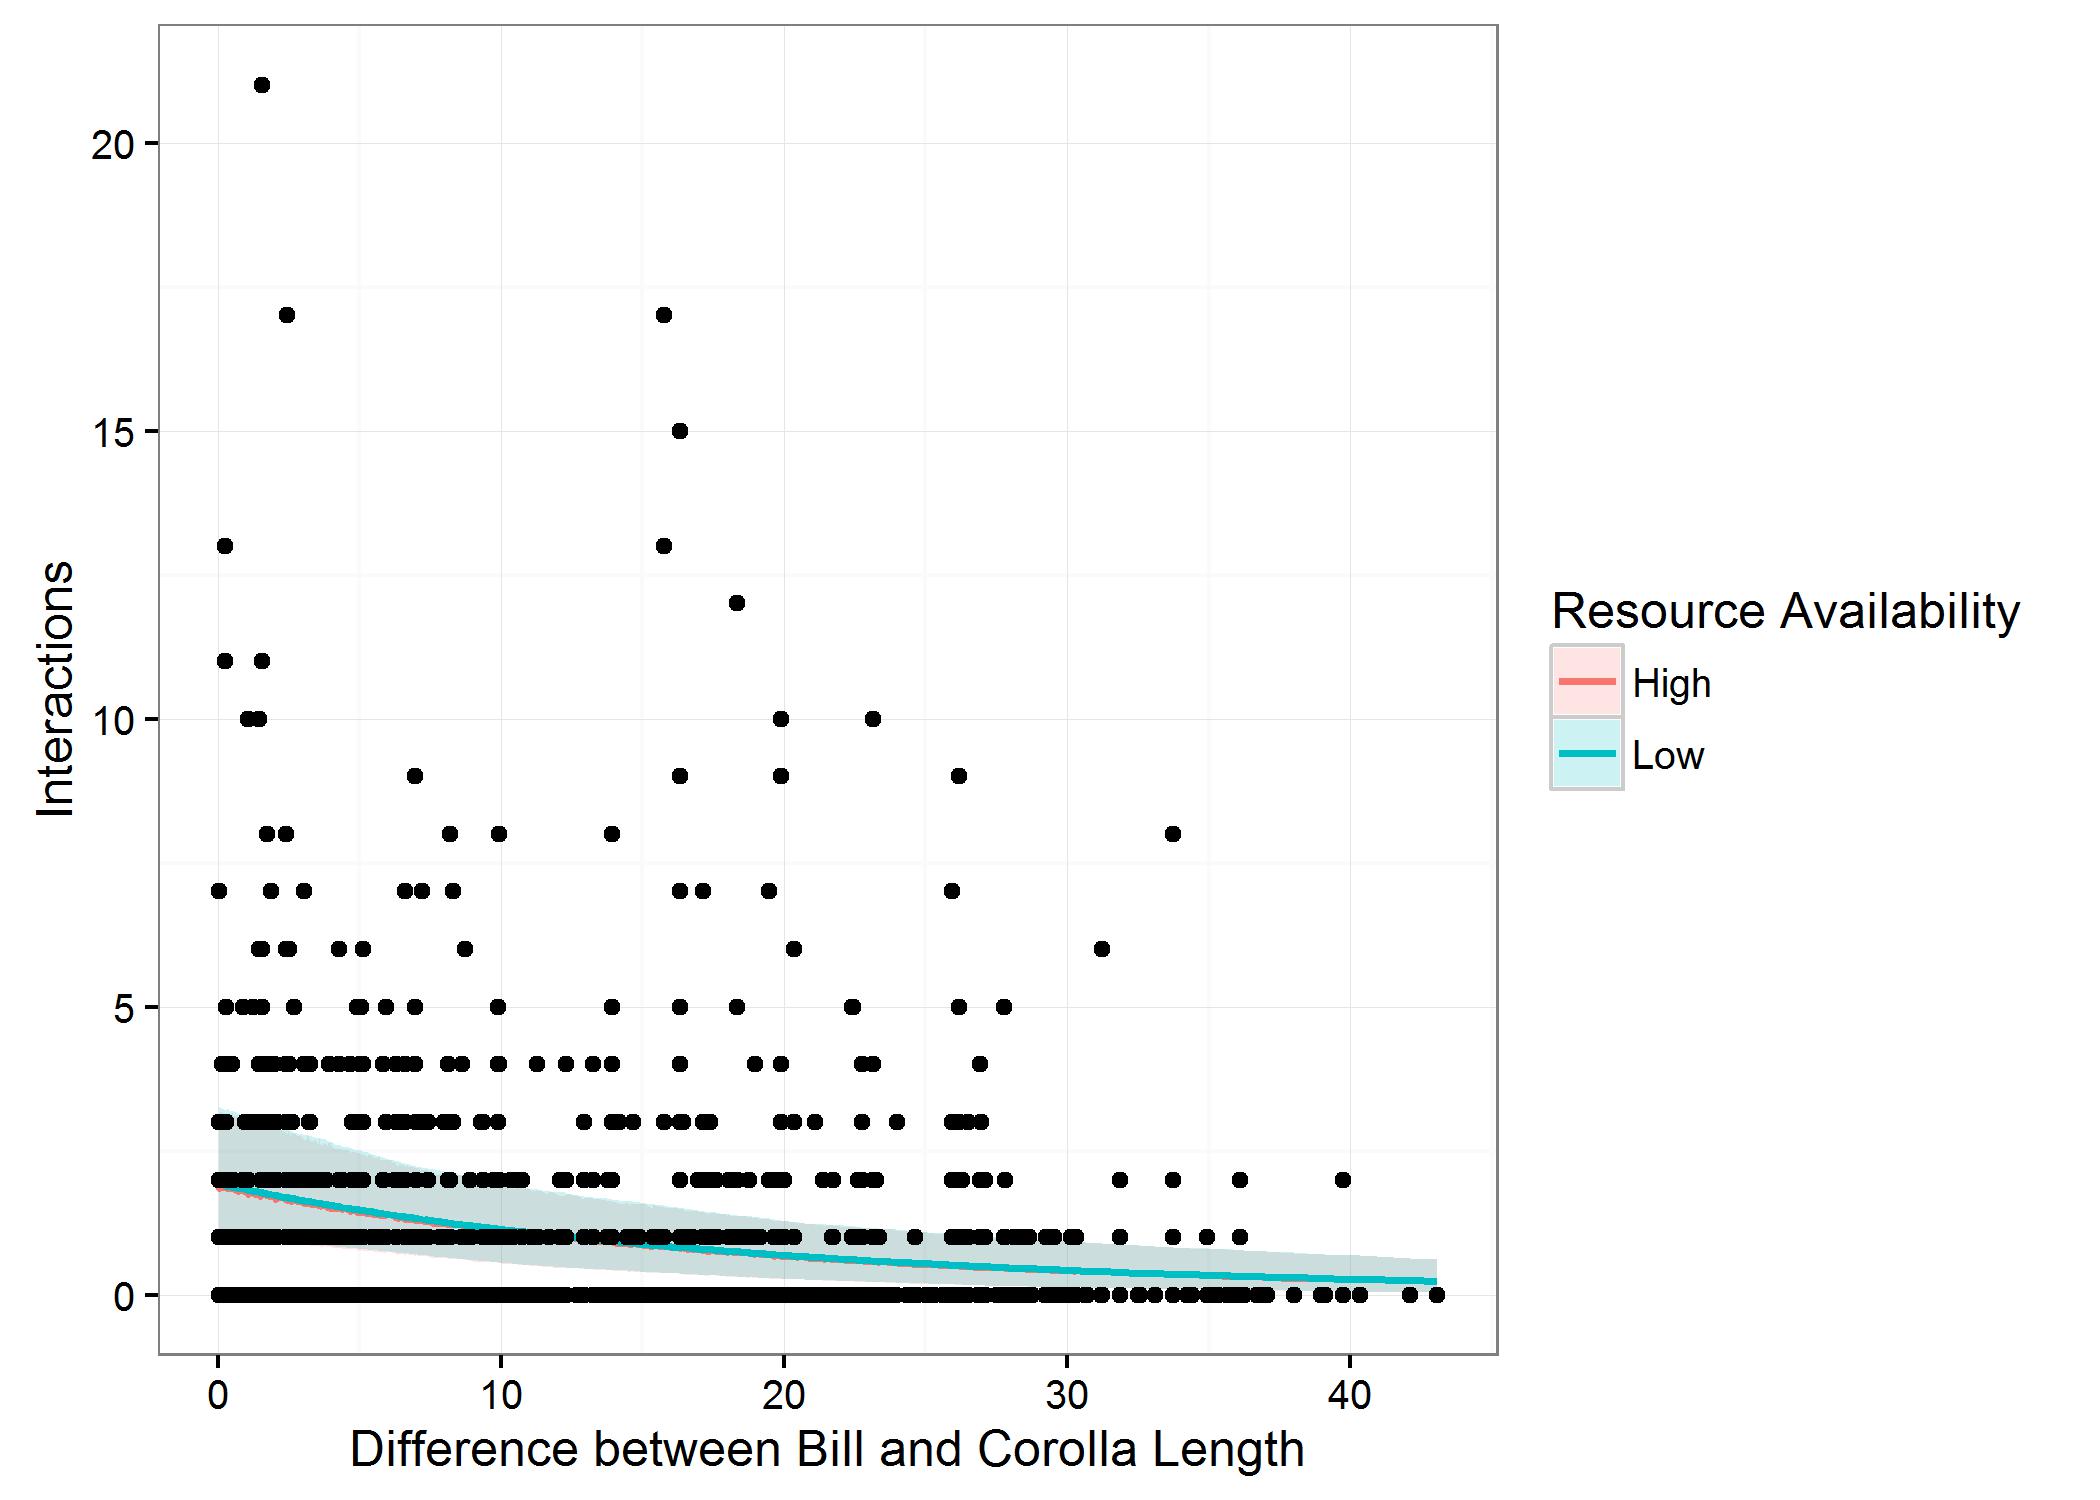 20
15
10
5
0
Interactions
0 10 20 30 40
Difference between Bill and Corolla Length
Resource Availability
High
Low